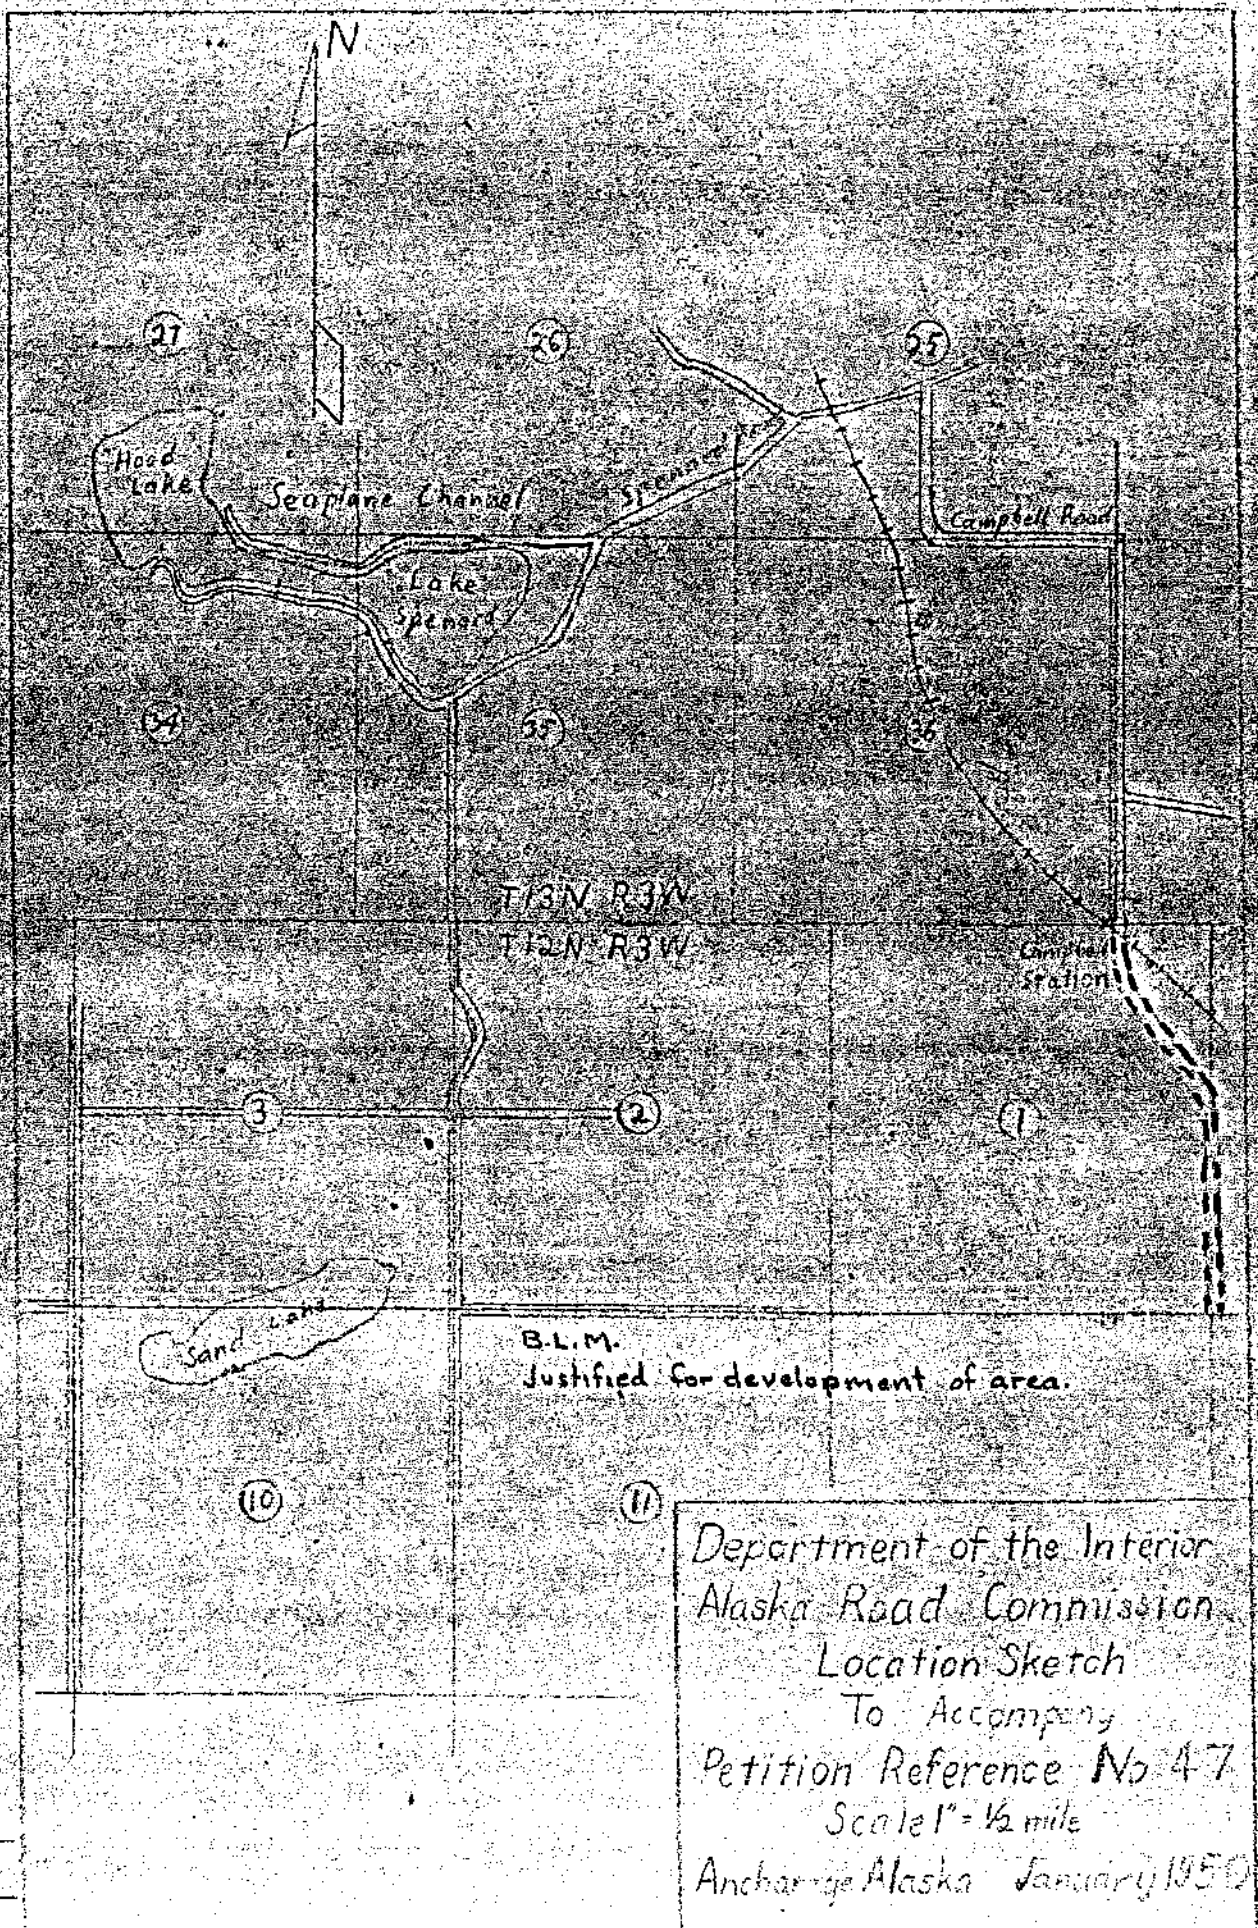 N
27
26
25
Hood
Lake
Seaplane Channel
Spenard
Campbell Road
Lake
Spenard
34
35
36
T13N R3W
T12N R3W
Campbell
Station
3
2
1
Sand Lake
B.L.M.
Justified for development of area.
10
11
Department of the Interior
Alaska Road Commission
Location Sketch
To Accompany
Petition Reference No 47
Scale 1" = ½ mile
Anchorage Alaska January 1950